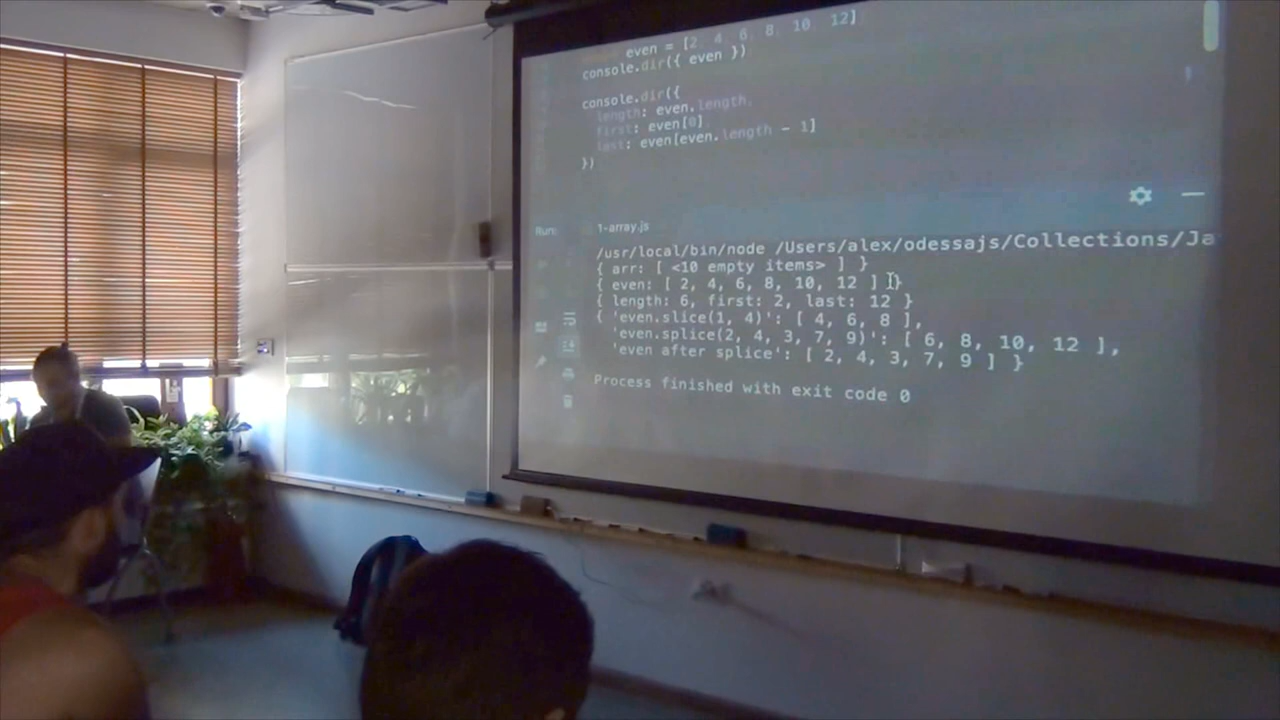 even = [2, 4, 6, 8, 10, 12]
console.dir({ even })
console.dir({
length: even.length,
first: even[0]
last: even[even.length - 1]
})
Run:
1-array.js
/usr/local/bin/node /Users/alex/odessajs/Collections/Ja
{ arr: [ <10 empty items> ] }
{ even: [ 2, 4, 6, 8, 10, 12 ] }
{ length: 6, first: 2, last: 12 }
{ 'even.slice(1, 4)': [ 4, 6, 8 ],
'even.splice(2, 4, 3, 7, 9)': [ 6, 8, 10, 12 ],
'even after splice': [ 2, 4, 3, 7, 9 ] }
Process finished with exit code 0